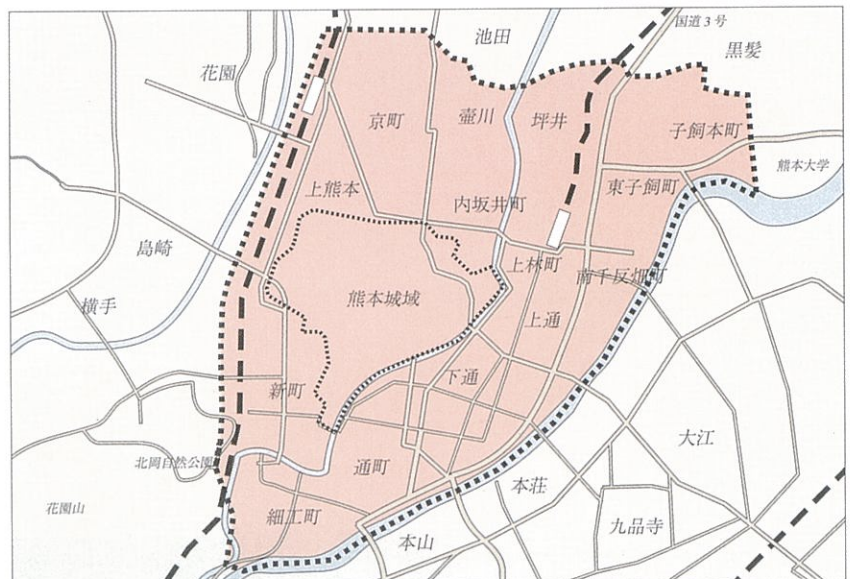 国道3号
池田
黒髪
花園
京町
壷川
坪井
子飼本町
熊本大学
上熊本
東子飼町
内坂井町
島崎
上林町
南千反畑町
横手
熊本城域
上通
下通
新町
大江
北岡自然公園
通町
本荘
花園山
細工町
九品寺
本山